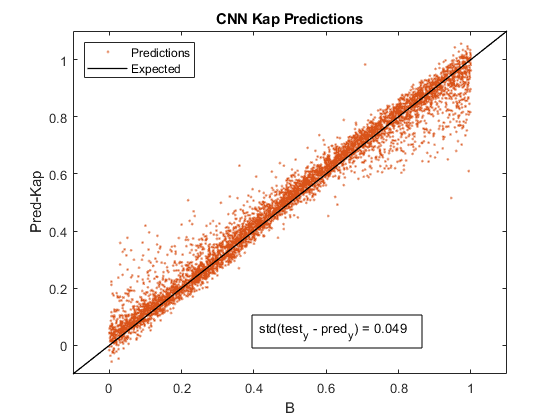 CNN Kap Predictions
Predictions
Expected
Pred-Kap
1
0.8
0.6
0.4
0.2
0
std(test_y - pred_y) = 0.049
0 0.2 0.4 0.6 0.8 1
B